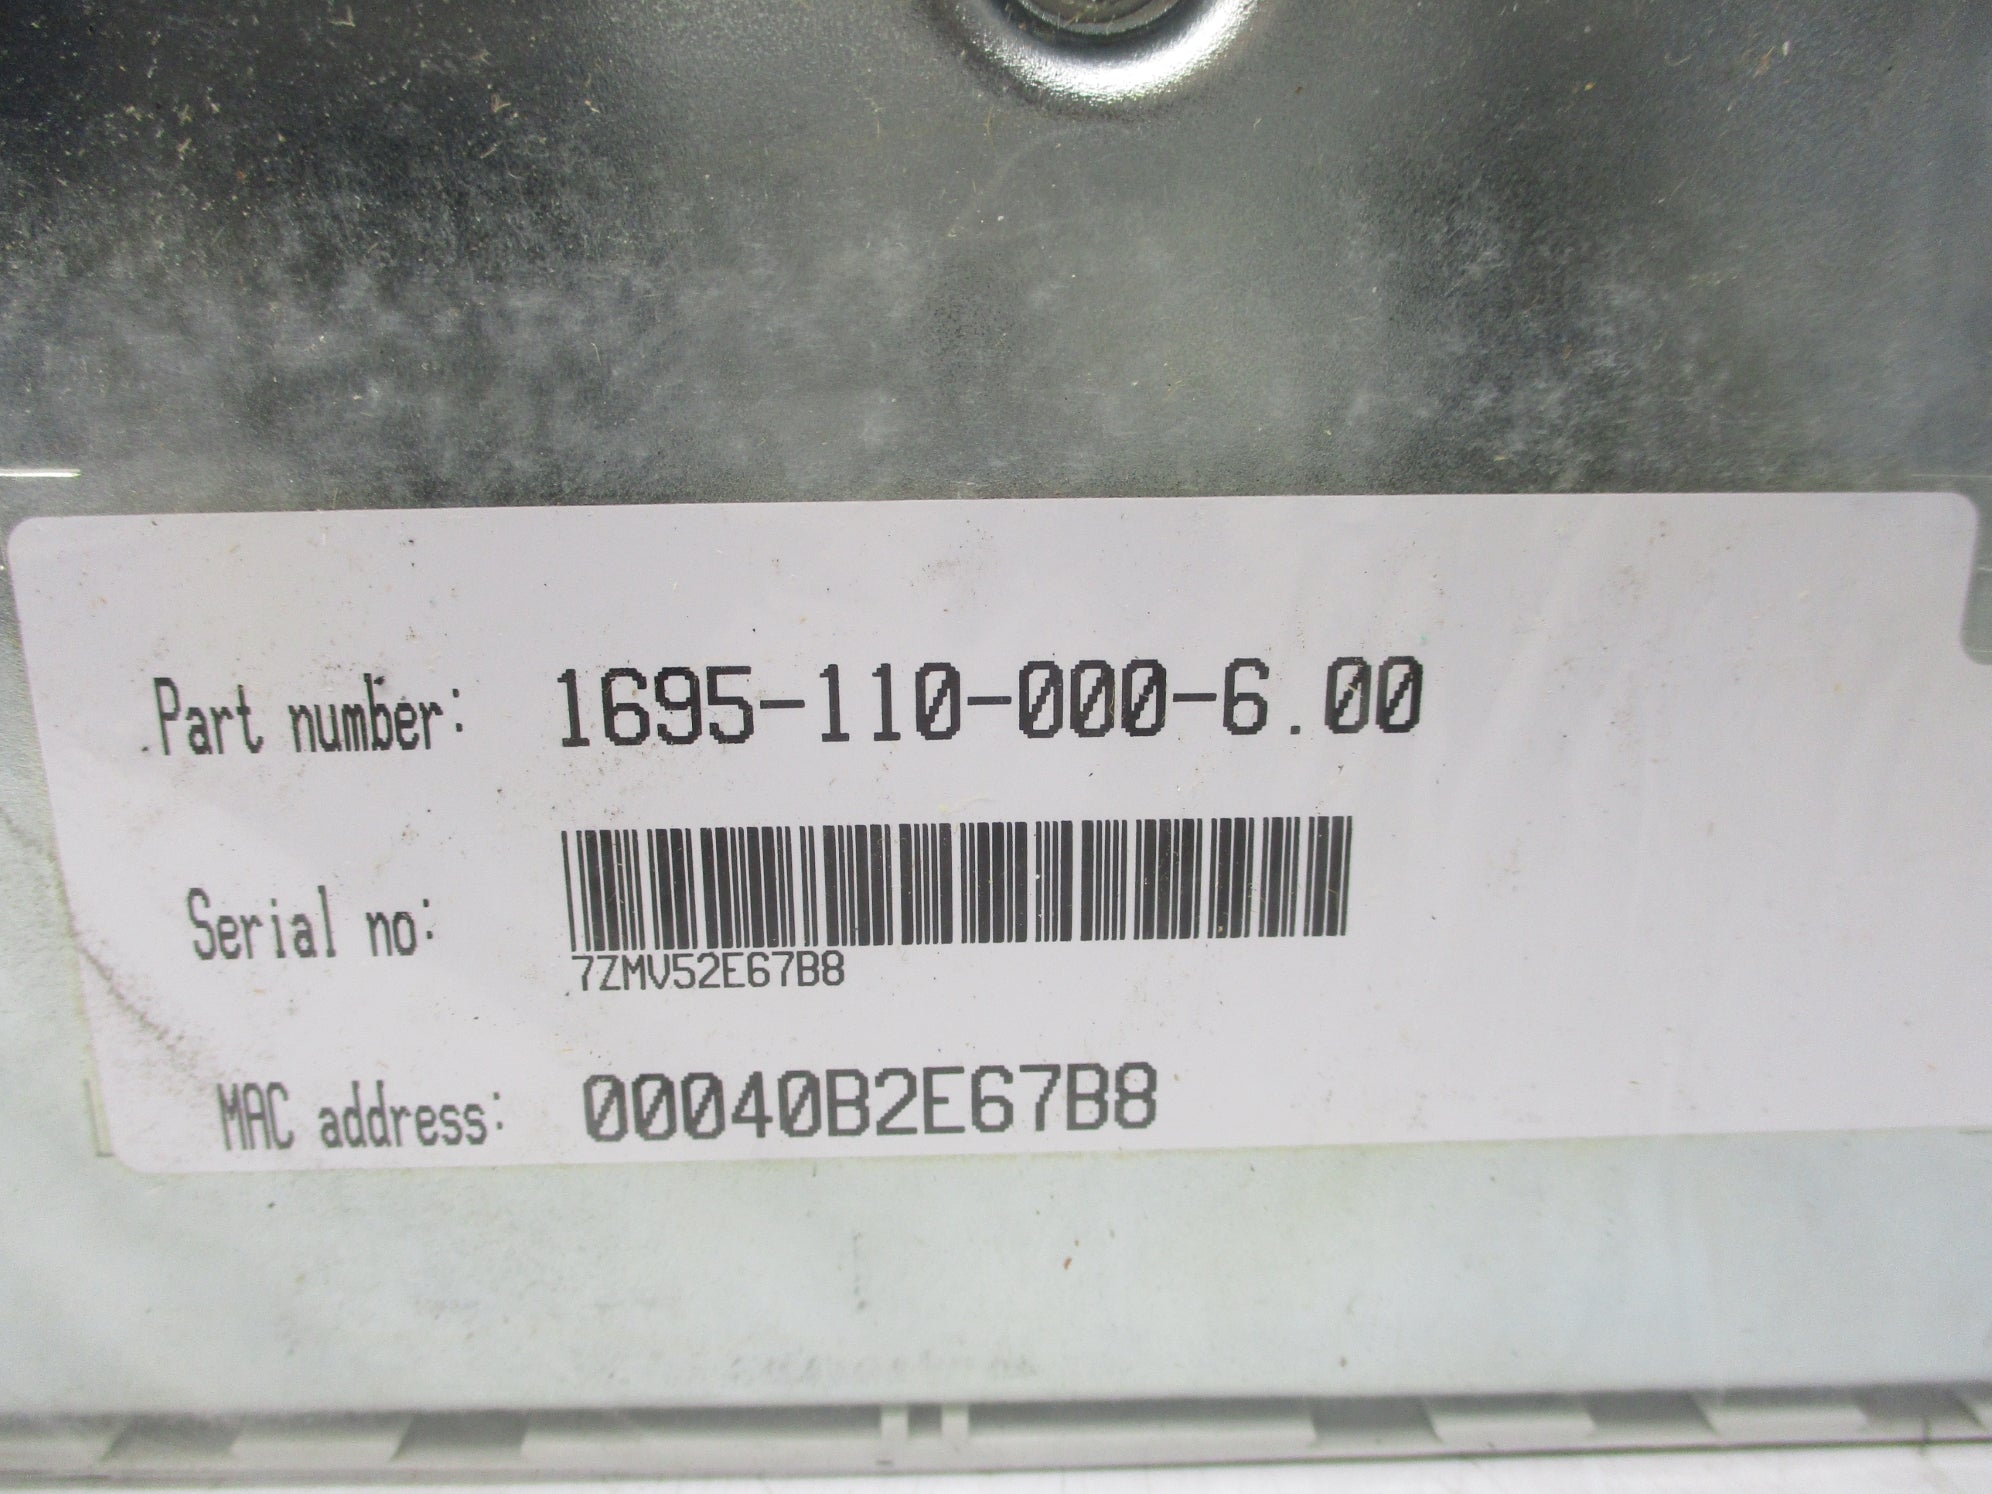 Part number: 1695-110-000-6.00
Serial no:
7ZMV52E67B8
MAC address: 00040B2E67B8